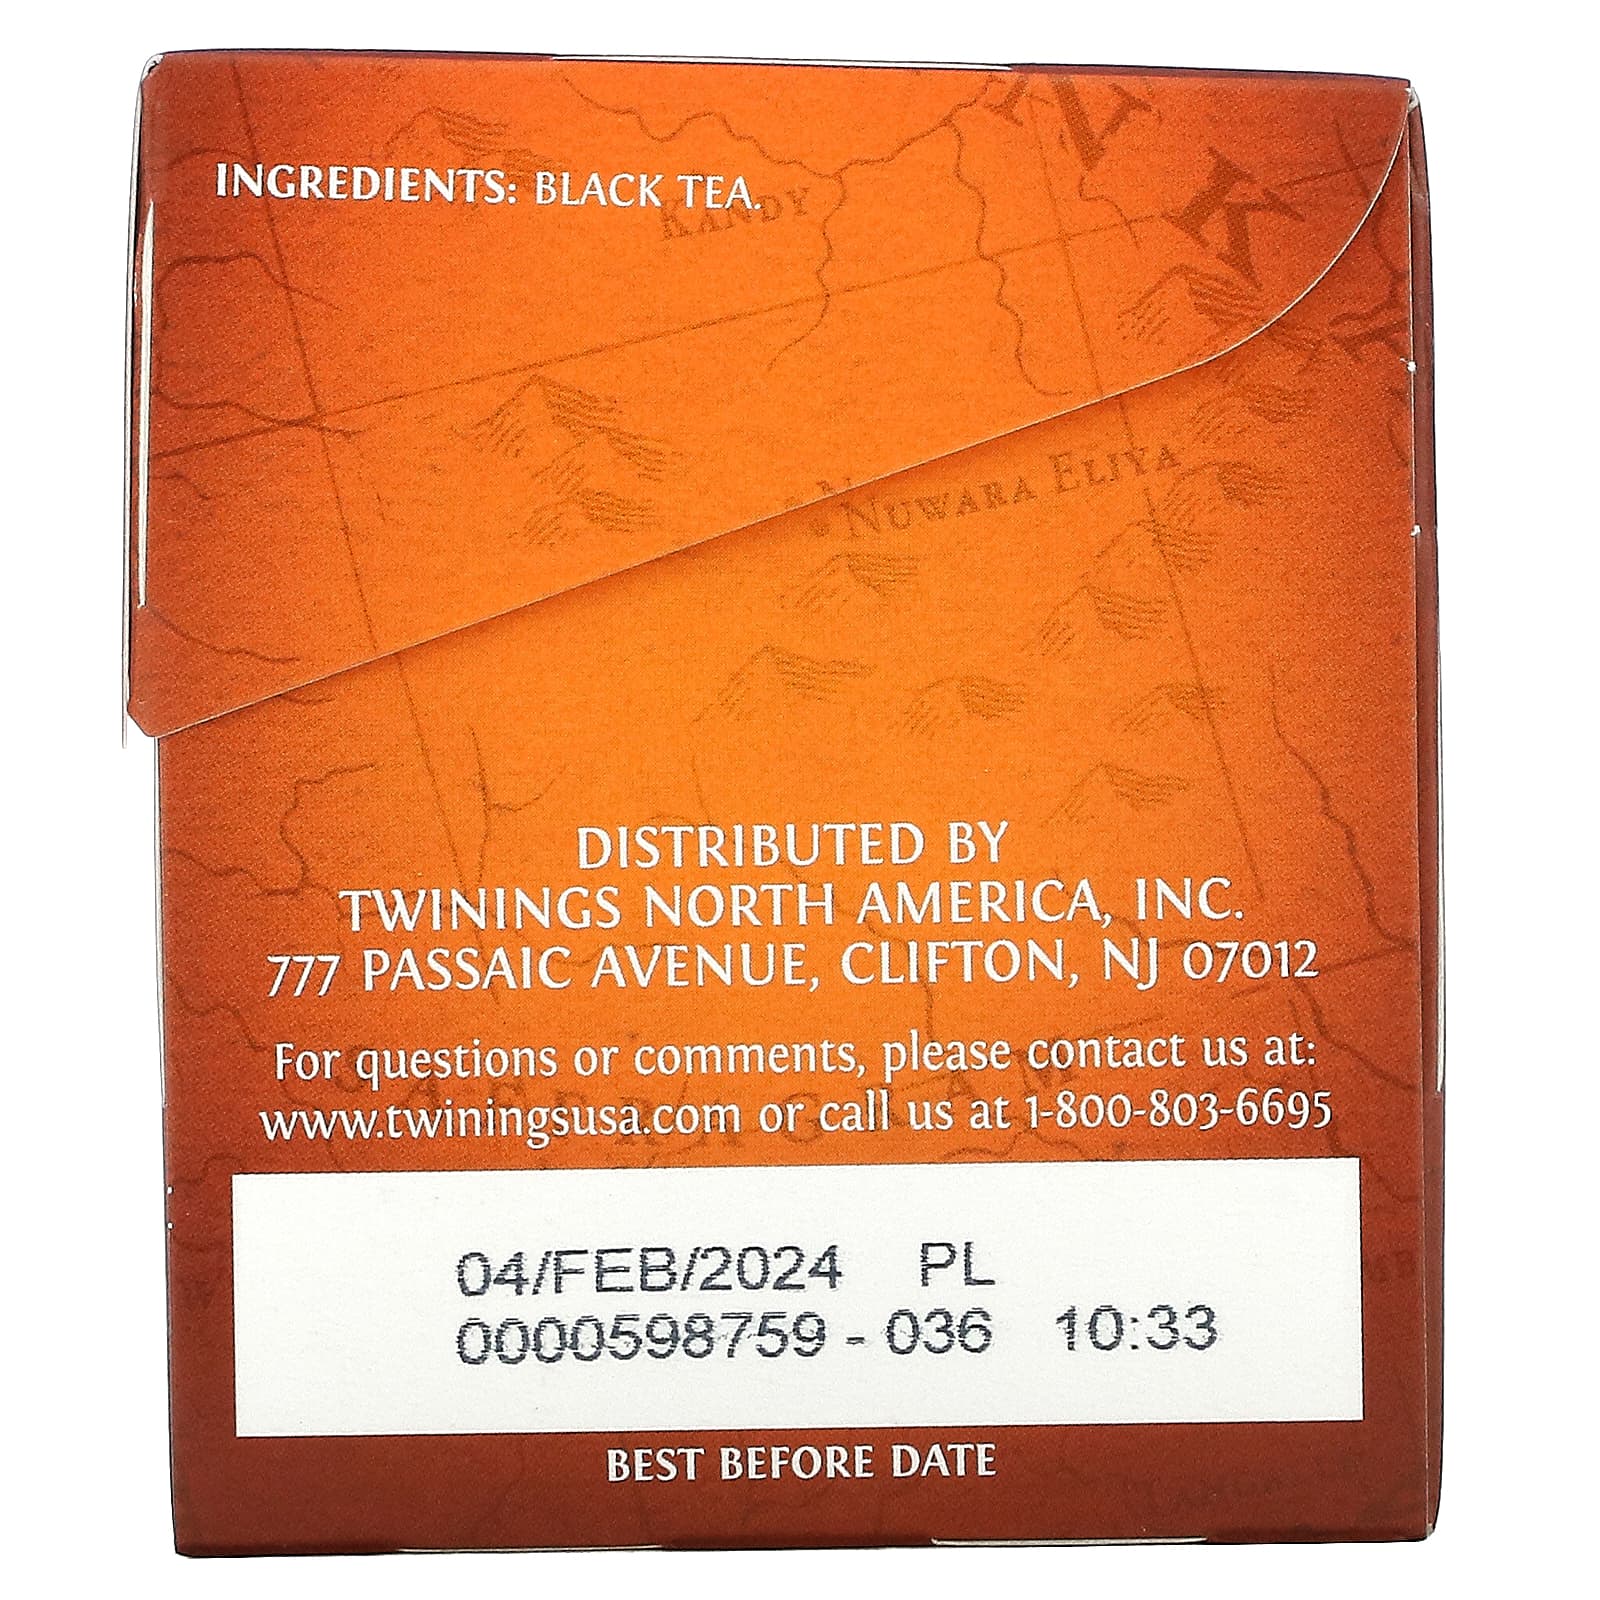 INGREDIENTS: BLACK TEA.
KANDY
NUWARA ELIYA
DISTRIBUTED BY
TWININGS NORTH AMERICA, INC.
777 PASSAIC AVENUE, CLIFTON, NJ 07012
For questions or comments, please contact us at:
www.twiningsusa.com or call us at 1-800-803-6695
04/FEB/2024 PL
0000598759 - 036 10:33
BEST BEFORE DATE